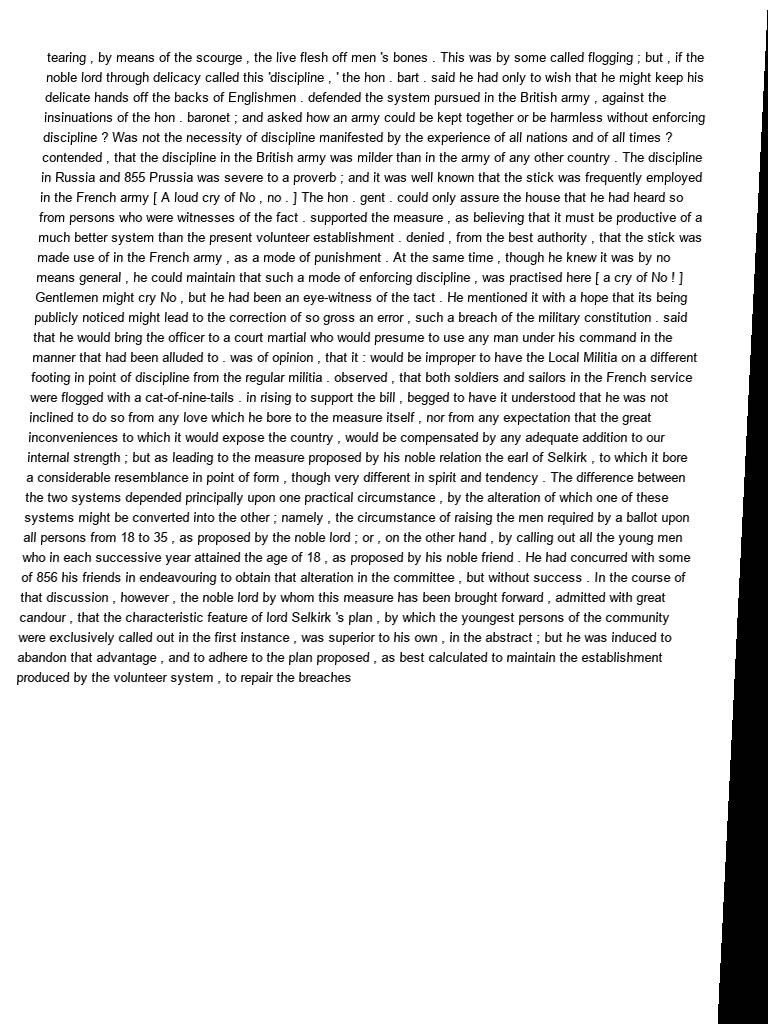 tearing , by means of the scourge , the live flesh off men 's bones . This was by some called flogging ; but , if the
noble lord through delicacy called this 'discipline , ' the hon . bart . said he had only to wish that he might keep his
delicate hands off the backs of Englishmen . defended the system pursued in the British army , against the
insinuations of the hon . baronet ; and asked how an army could be kept together or be harmless without enforcing
discipline ? Was not the necessity of discipline manifested by the experience of all nations and of all times ?
contended , that the discipline in the British army was milder than in the army of any other country . The discipline
in Russia and 855 Prussia was severe to a proverb ; and it was well known that the stick was frequently employed
in the French army [ A loud cry of No , no . ] The hon . gent . could only assure the house that he had heard so
from persons who were witnesses of the fact . supported the measure , as believing that it must be productive of a
much better system than the present volunteer establishment . denied , from the best authority , that the stick was
made use of in the French army , as a mode of punishment . At the same time , though he knew it was by no
means general , he could maintain that such a mode of enforcing discipline , was practised here [ a cry of No ! ]
Gentlemen might cry No , but he had been an eye-witness of the tact . He mentioned it with a hope that its being
publicly noticed might lead to the correction of so gross an error , such a breach of the military constitution . said
that he would bring the officer to a court martial who would presume to use any man under his command in the
manner that had been alluded to . was of opinion , that it : would be improper to have the Local Militia on a different
footing in point of discipline from the regular militia . observed , that both soldiers and sailors in the French service
were flogged with a cat-of-nine-tails . in rising to support the bill , begged to have it understood that he was not
inclined to do so from any love which he bore to the measure itself , nor from any expectation that the great
inconveniences to which it would expose the country , would be compensated by any adequate addition to our
internal strength ; but as leading to the measure proposed by his noble relation the earl of Selkirk , to which it bore
a considerable resemblance in point of form , though very different in spirit and tendency . The difference between
the two systems depended principally upon one practical circumstance , by the alteration of which one of these
systems might be converted into the other ; namely , the circumstance of raising the men required by a ballot upon
all persons from 18 to 35 , as proposed by the noble lord ; or , on the other hand , by calling out all the young men
who in each successive year attained the age of 18 , as proposed by his noble friend . He had concurred with some
of 856 his friends in endeavouring to obtain that alteration in the committee , but without success . In the course of
that discussion , however , the noble lord by whom this measure has been brought forward , admitted with great
candour , that the characteristic feature of lord Selkirk 's plan , by which the youngest persons of the community
were exclusively called out in the first instance , was superior to his own , in the abstract ; but he was induced to
abandon that advantage , and to adhere to the plan proposed , as best calculated to maintain the establishment
produced by the volunteer system , to repair the breaches